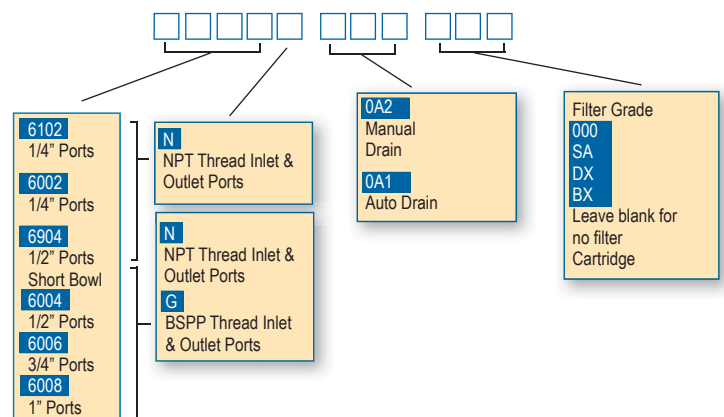 6102
1/4” Ports
6002
1/4” Ports
6904
1/2” Ports
Short Bowl
6004
1/2” Ports
6006
3/4” Ports
6008
1” Ports
N
NPT Thread Inlet &
Outlet Ports
N
NPT Thread Inlet &
Outlet Ports
G
BSPP Thread Inlet
& Outlet Ports
0A2
Manual
Drain
0A1
Auto Drain
Filter Grade
000
SA
DX
BX
Leave blank for
no filter
Cartridge